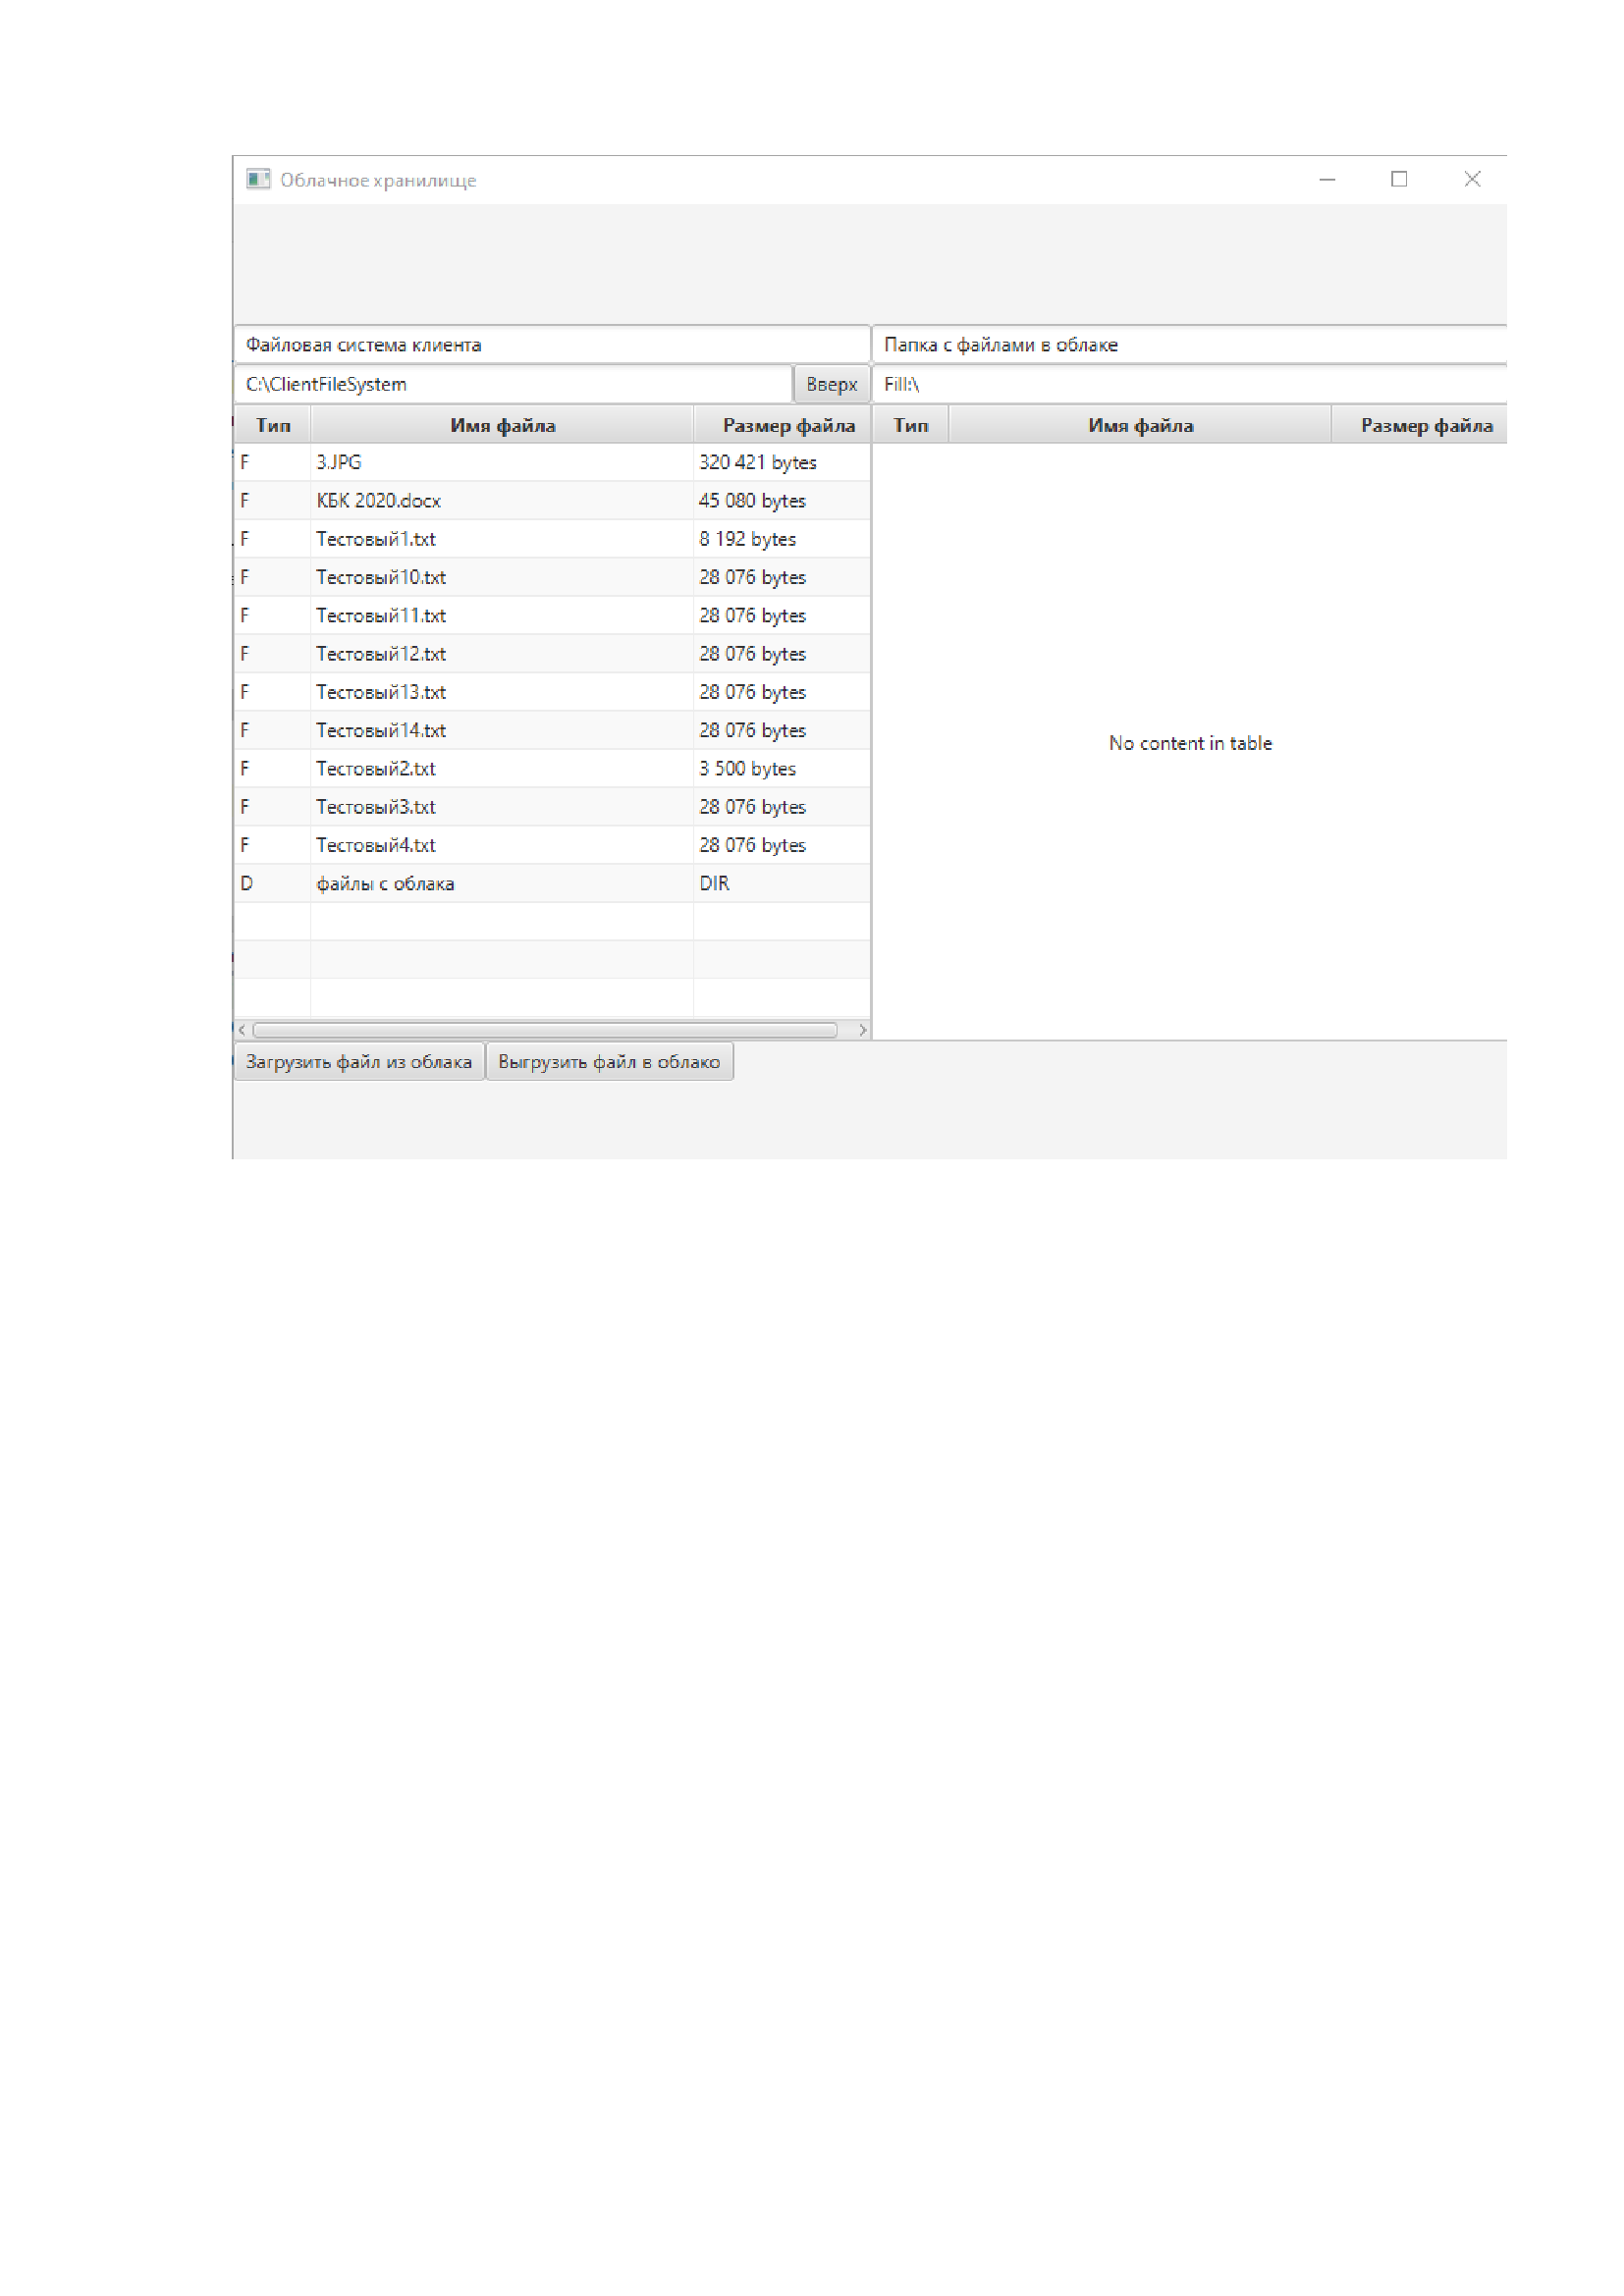 Облачное хранилище
Файловая система клиента Папка с файлами в облаке
C:\ClientFileSystem Вверх Fill:\
Тип Имя файла Размер файла Тип Имя файла Размер файла
F 3.JPG 320 421 bytes
F КБК 2020.docx 45 080 bytes
F Тестовый1.txt 8 192 bytes
F Тестовый10.txt 28 076 bytes
F Тестовый11.txt 28 076 bytes
F Тестовый12.txt 28 076 bytes
F Тестовый13.txt 28 076 bytes
F Тестовый14.txt 28 076 bytes
No content in table
F Тестовый2.txt 3 500 bytes
F Тестовый3.txt 28 076 bytes
F Тестовый4.txt 28 076 bytes
D файлы с облака DIR
Загрузить файл из облака Выгрузить файл в облако